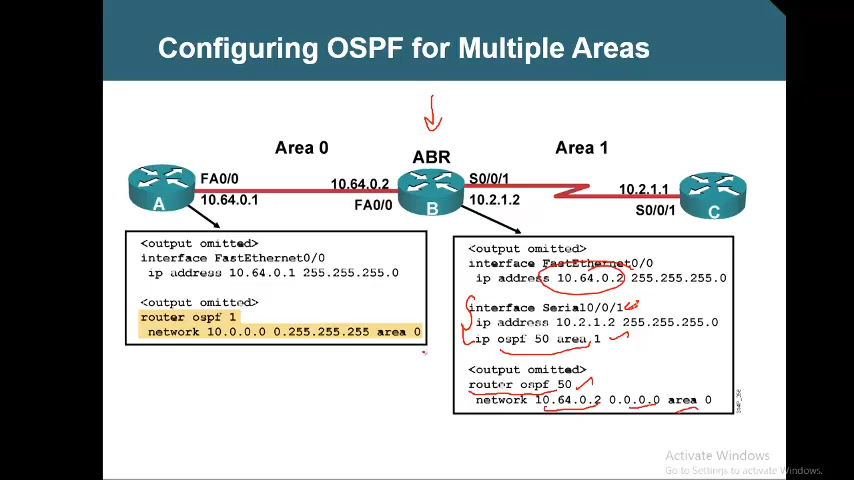 Configuring OSPF for Multiple Areas
Area 0
Area 1
ABR
FA0/0
10.64.0.1
10.64.0.2
FA0/0
S0/0/1
10.2.1.2
10.2.1.1
S0/0/1
A
B
C
<output omitted>
interface FastEthernet0/0
ip address 10.64.0.1 255.255.255.0
<output omitted>
router ospf 1
network 10.0.0.0 0.255.255.255 area 0
<output omitted>
interface FastEthernet0/0
ip address 10.64.0.2 255.255.255.0
interface Serial0/0/1
ip address 10.2.1.2 255.255.255.0
ip ospf 50 area 1
<output omitted>
router ospf 50
network 10.64.0.2 0.0.0.0 area 0
Activate Windows
Go to Settings to activate Windows.